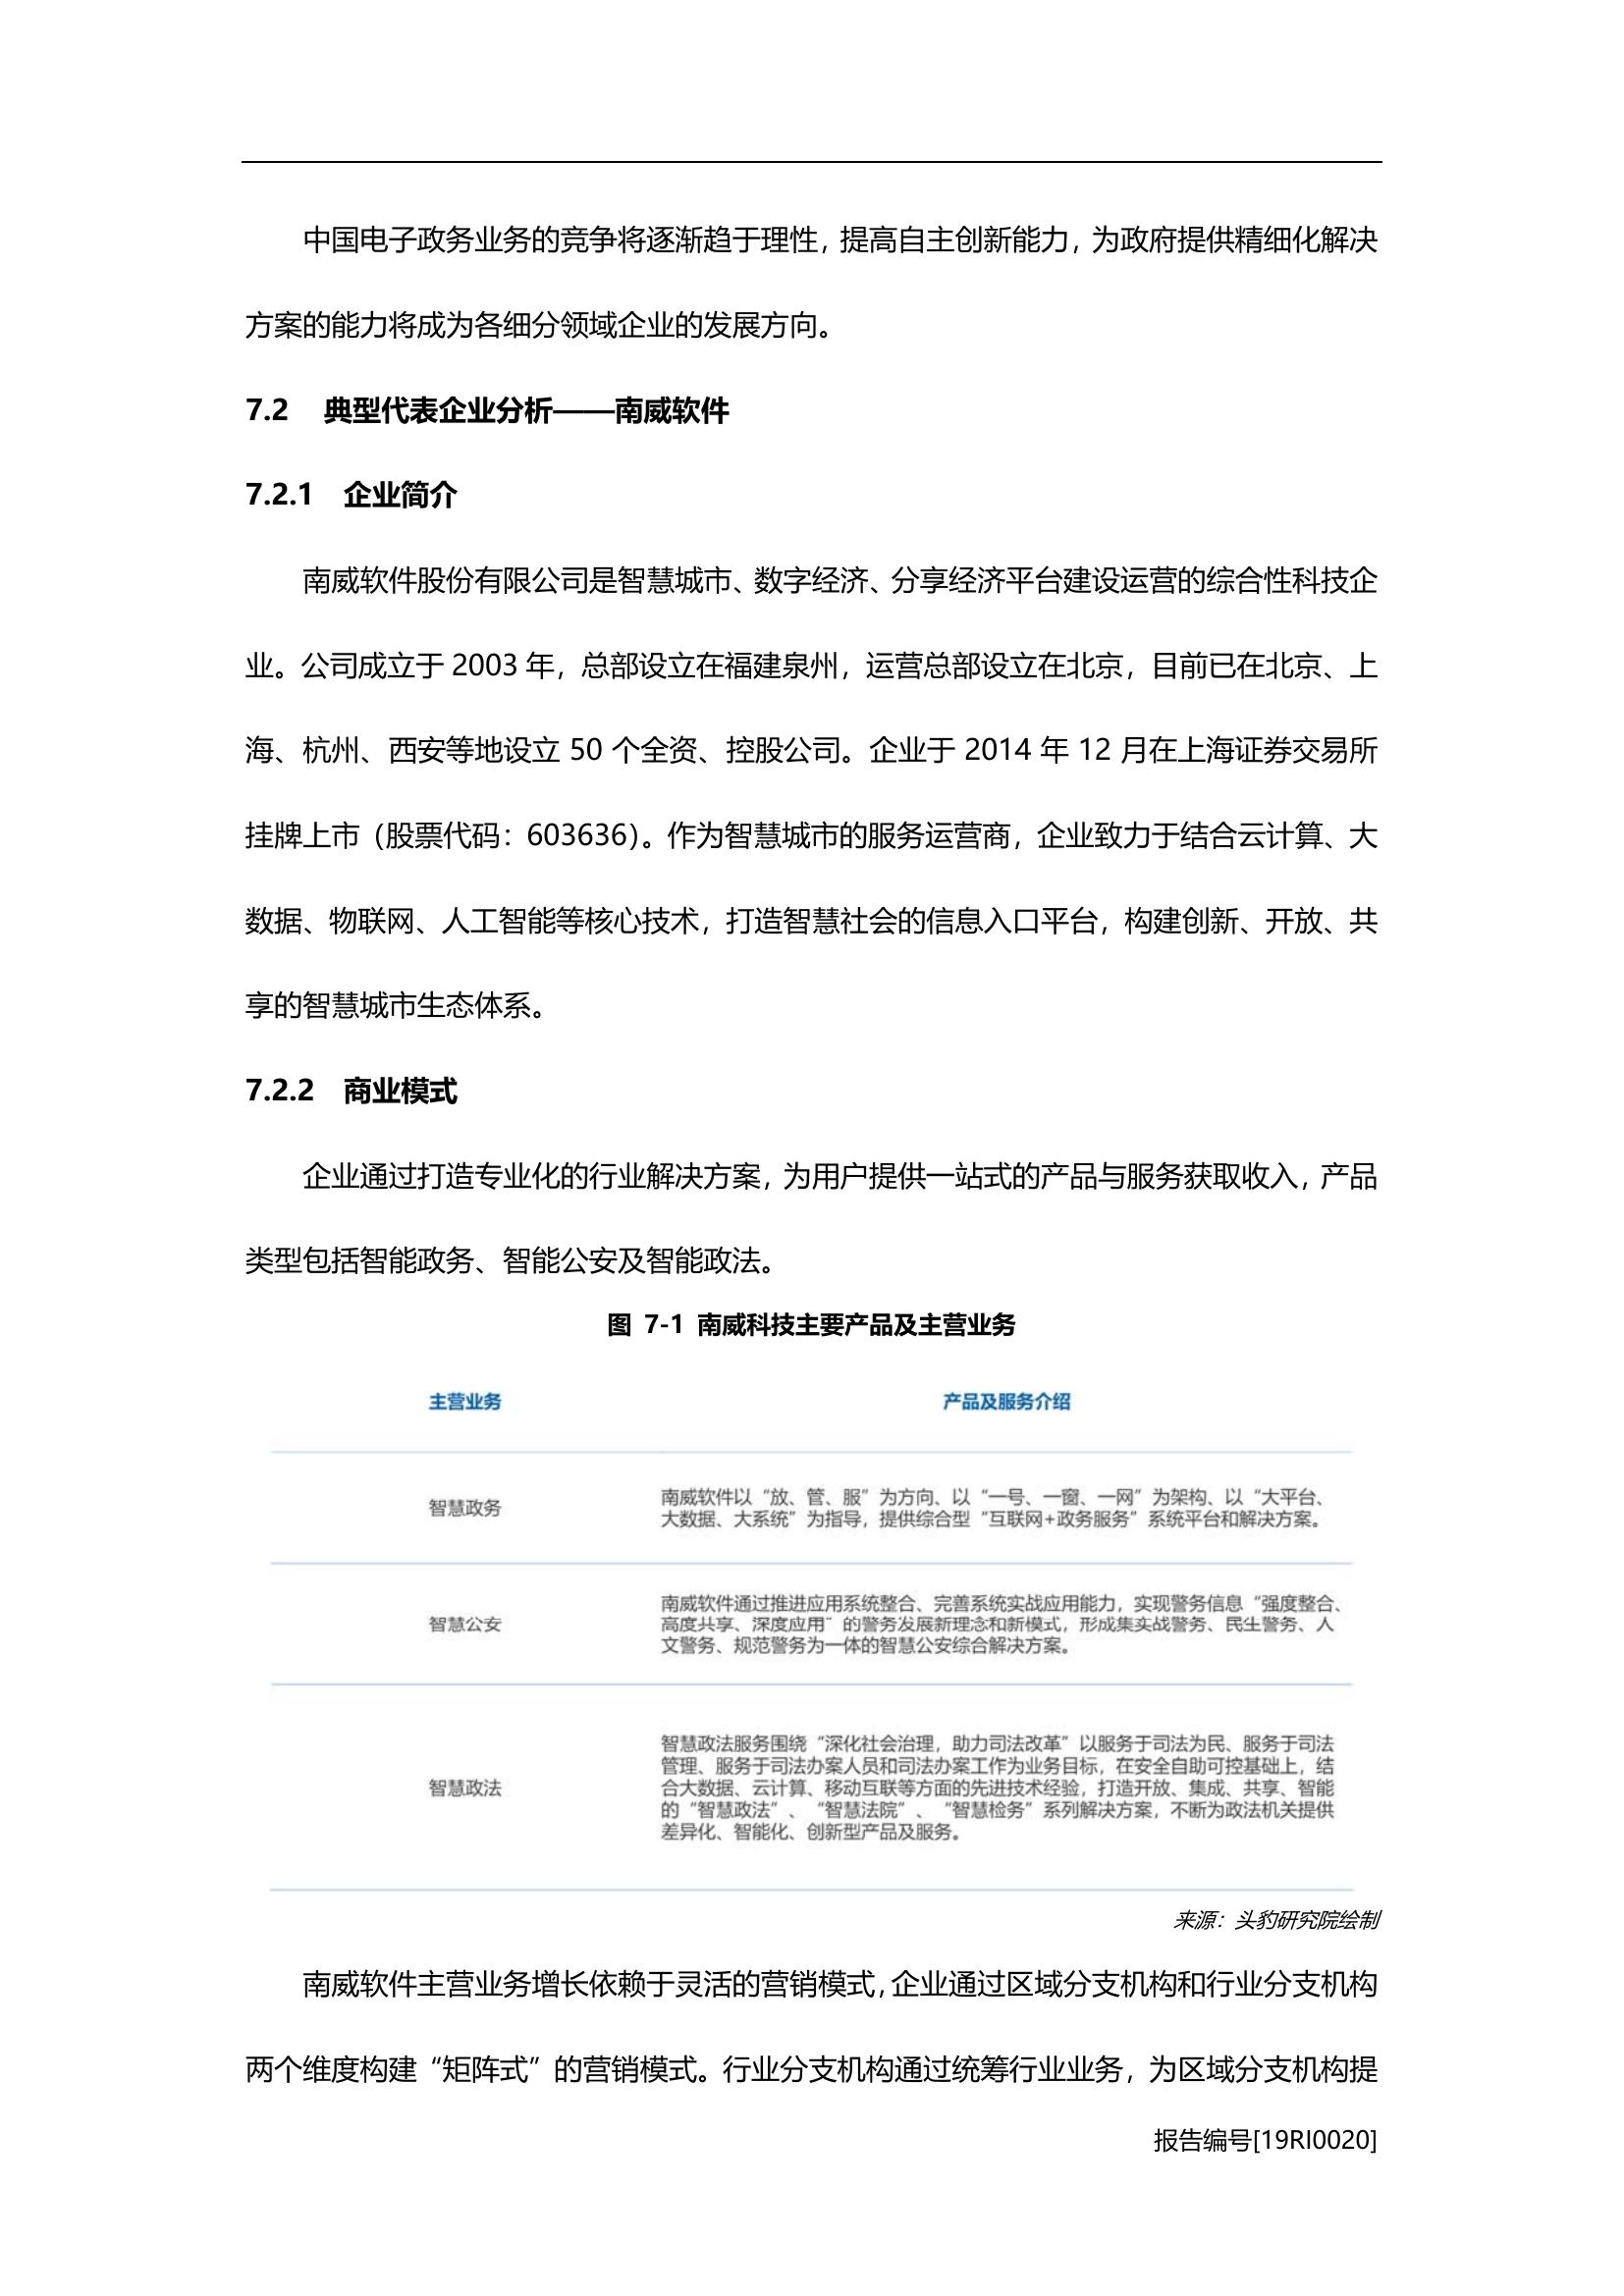 中国电子政务业务的竞争将逐渐趋于理性，提高自主创新能力，为政府提供精细化解决
方案的能力将成为各细分领域企业的发展方向。
7.2 典型代表企业分析——南威软件
7.2.1 企业简介
南威软件股份有限公司是智慧城市、数字经济、分享经济平台建设运营的综合性科技企
业。公司成立于 2003 年，总部设立在福建泉州，运营总部设立在北京，目前已在北京、上
海、杭州、西安等地设立 50 个全资、控股公司。企业于 2014 年 12 月在上海证券交易所
挂牌上市（股票代码：603636）。作为智慧城市的服务运营商，企业致力于结合云计算、大
数据、物联网、人工智能等核心技术，打造智慧社会的信息入口平台，构建创新、开放、共
享的智慧城市生态体系。
7.2.2 商业模式
企业通过打造专业化的行业解决方案，为用户提供一站式的产品与服务获取收入，产品
类型包括智能政务、智能公安及智能政法。
图 7-1 南威科技主要产品及主营业务
主营业务 产品及服务介绍
南威软件以“放、管、服”为方向、以“一号、一窗、一网”为架构、以“大平台、
智慧政务
大数据、大系统”为指导，提供综合型“互联网+政务服务”系统平台和解决方案。
南威软件通过推进应用系统整合、完善系统实战应用能力，实现警务信息“强度整合、
智慧公安 高度共享、深度应用¨的警务发展新理念和新模式，形成集实战警务、民生警务、人
文警务、规范警务为一体的智慧公安综合解决方案。
智慧政法服务围绕“深化社会治理，助力司法改革”以服务于司法为民、服务于司法
管理、服务于司法办案人员和司法办案工作为业务目标，在安全自助可控基础上，结
智慧政法 合大数据、云计算、移动互联等方面的先进技术经验，打造开放、集成、共享、智能
的“智慧政法”、“智慧法院”、“智慧检务”系列解决方案，不断为政法机关提供
差异化、智能化、创新型产品及服务。
来源：头豹研究院绘制
南威软件主营业务增长依赖于灵活的营销模式，企业通过区域分支机构和行业分支机构
两个维度构建“矩阵式”的营销模式。行业分支机构通过统筹行业业务，为区域分支机构提
报告编号[19RI0020]